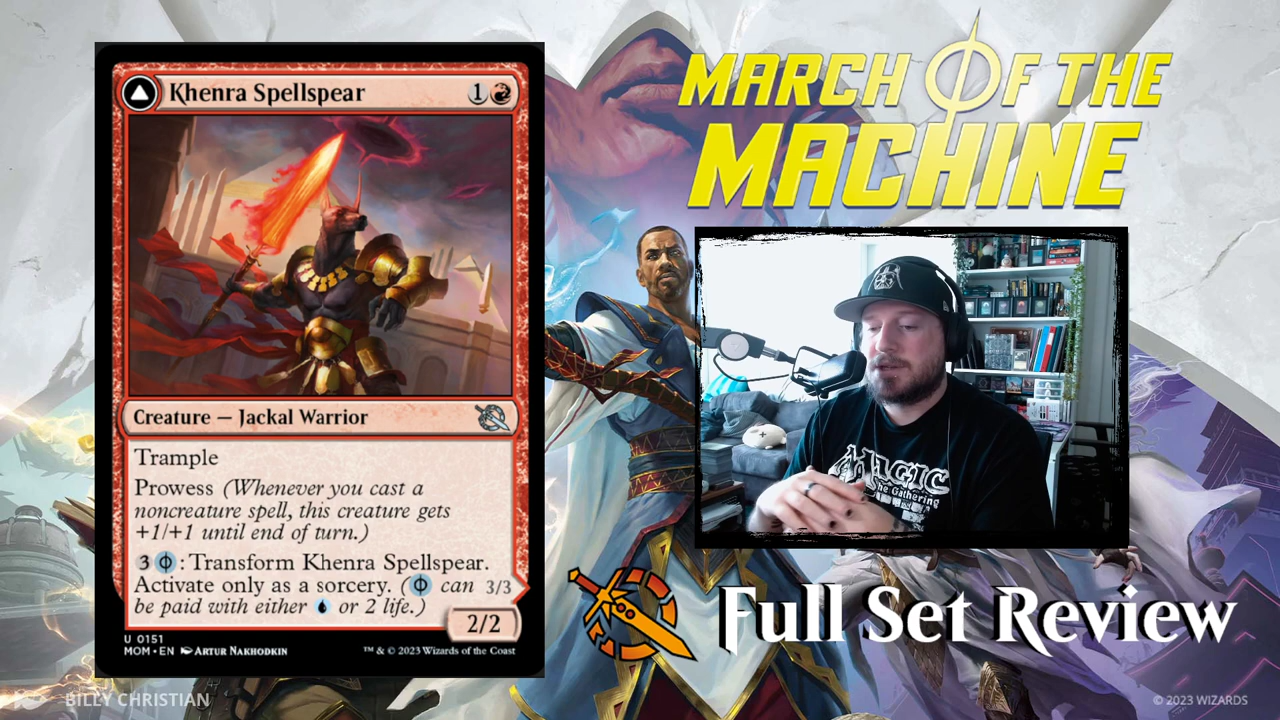 Khenra Spellspear 1
Creature — Jackal Warrior
Trample
Prowess (Whenever you cast a
noncreature spell, this creature gets
+1/+1 until end of turn.)
3 : Transform Khenra Spellspear.
Activate only as a sorcery. ( can 3/3
be paid with either or 2 life.)
2/2
U 0151
MOM • EN ARTUR NAKHODKIN ™ & © 2023 Wizards of the Coast
BILLY CHRISTIAN
MARCH OF THE
MACHINE
MAGIC
The Gathering
Full Set Review
© 2023 WIZARDS